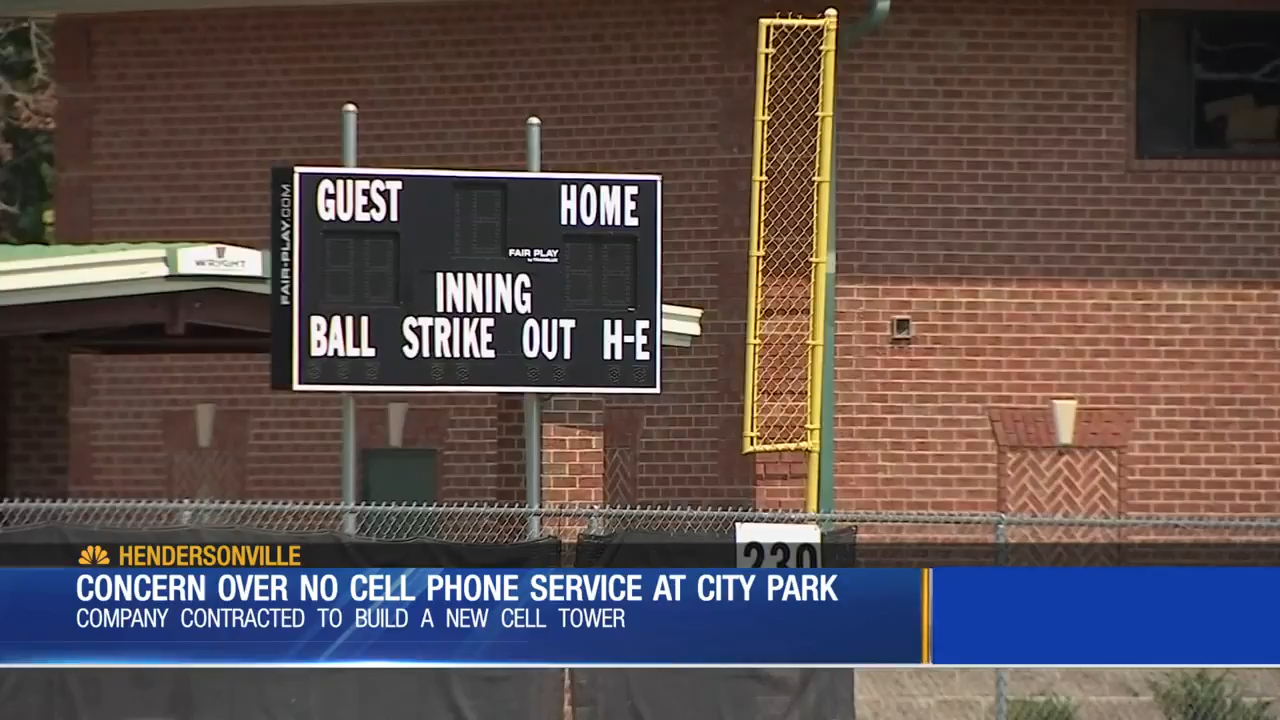 GUEST
HOME
FAIR-PLAY.COM
WRIGHT
FAIR PLAY
INNING
BALL STRIKE OUT H-E
230
HENDERSONVILLE
CONCERN OVER NO CELL PHONE SERVICE AT CITY PARK
COMPANY CONTRACTED TO BUILD A NEW CELL TOWER